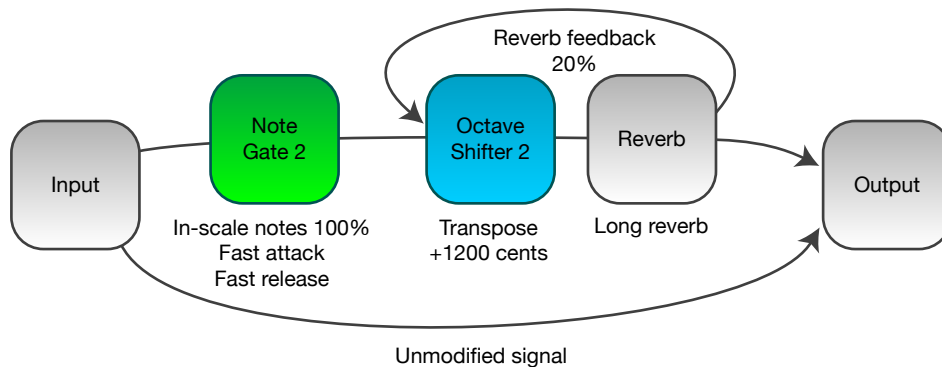 Reverb feedback
20%
Note
Gate 2
Octave
Shifter 2
Reverb
Input
Output
In-scale notes 100%
Fast attack
Fast release
Transpose
+1200 cents
Long reverb
Unmodified signal